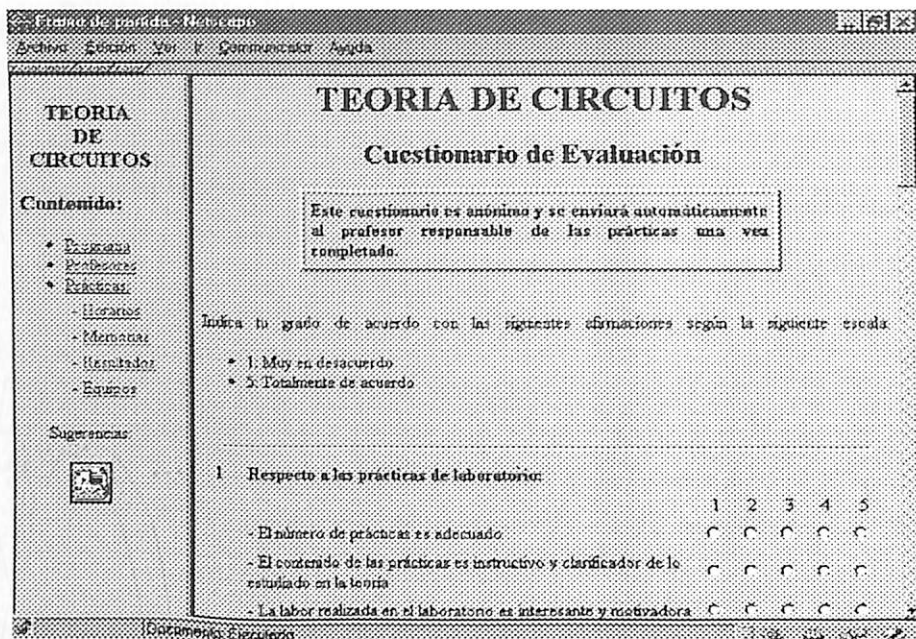 Frame de partida - Netscape
Archivo Edición Ver Ir Communicator Ayuda
TEORIA
DE
CIRCUITOS
Contenido:
Programa
Profesores
Prácticas:
- Horarios
- Memorias
- Resultados
- Equipos
Sugerencias:
TEORIA DE CIRCUITOS
Cuestionario de Evaluación
Este cuestionario es anónimo y se enviará automáticamente
al profesor responsable de las prácticas una vez
completado.
Indica tu grado de acuerdo con las siguientes afirmaciones según la siguiente escala:
1: Muy en desacuerdo
5: Totalmente de acuerdo
1 Respecto a las prácticas de laboratorio:
1 2 3 4 5
- El número de prácticas es adecuado
- El contenido de las prácticas es instructivo y clarificador de lo
estudiado en la teoría
- La labor realizada en el laboratorio es interesante y motivadora
Documento: Ejecutado